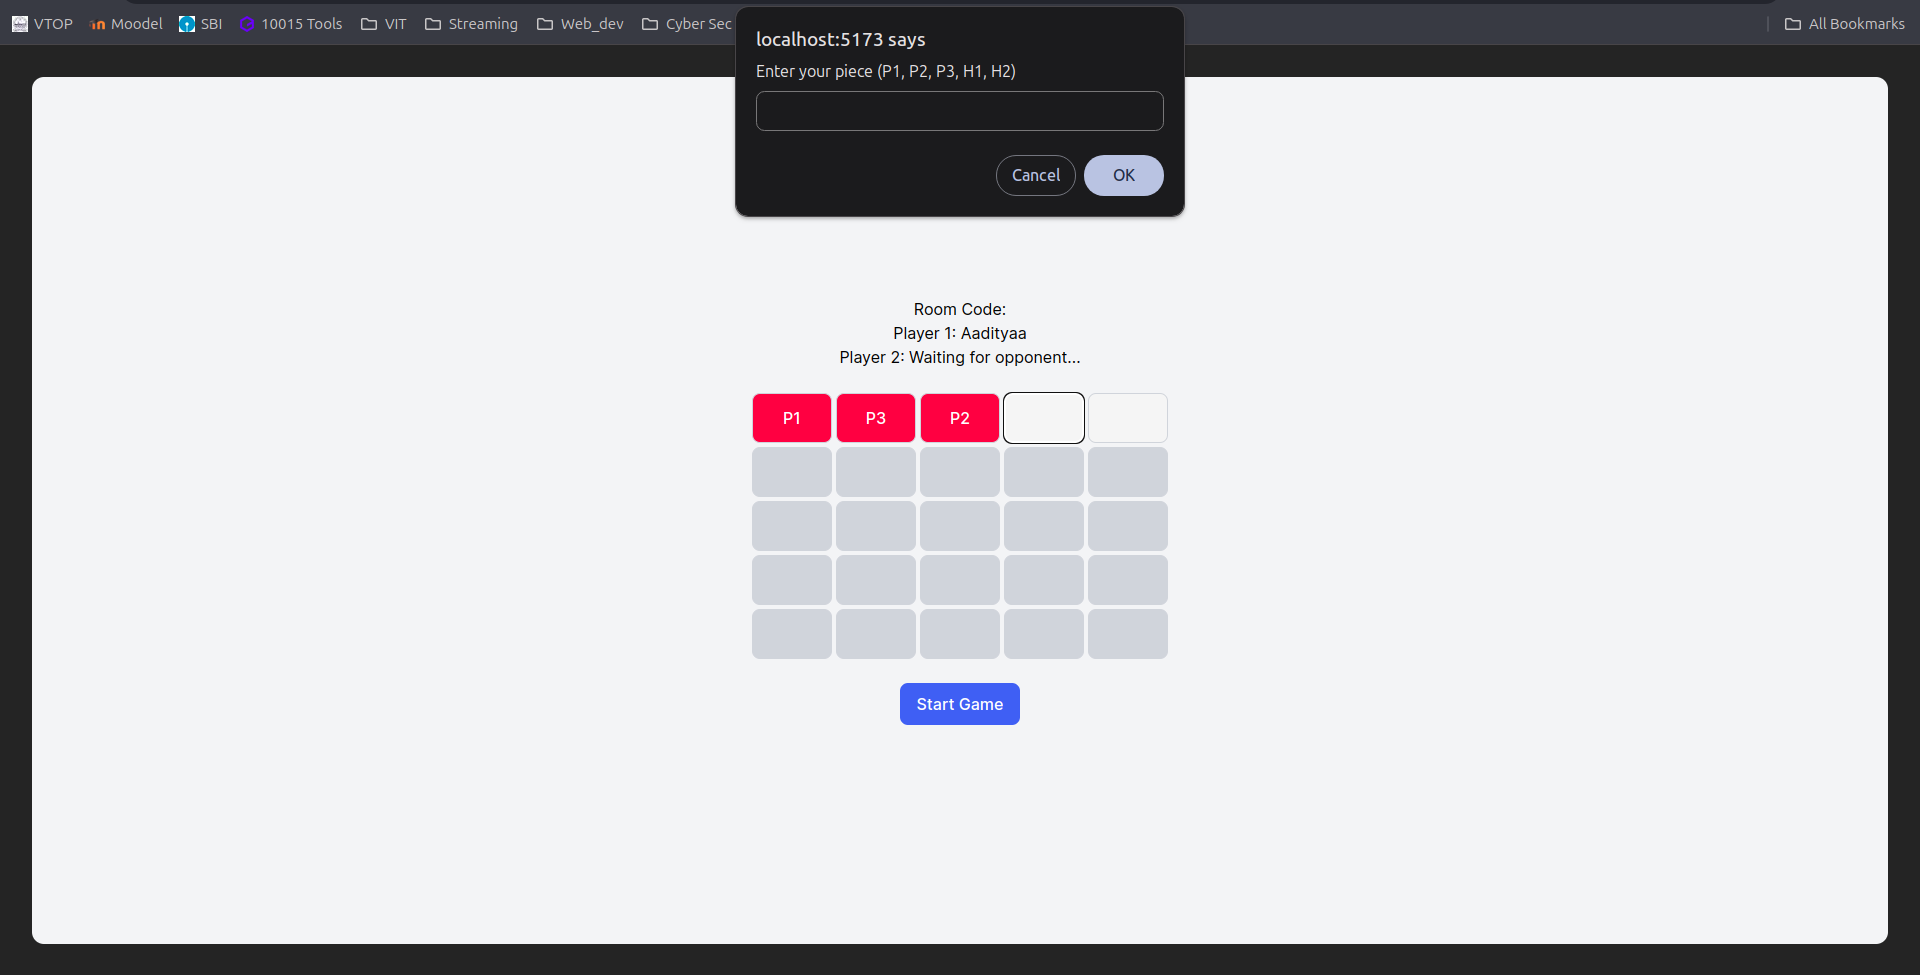 VTOP Moodel SBI 10015 Tools VIT Streaming Web_dev Cyber Sec All Bookmarks
localhost:5173 says
Enter your piece (P1, P2, P3, H1, H2)
Cancel OK
Room Code:
Player 1: Aadityaa
Player 2: Waiting for opponent...
P1 P3 P2
Start Game